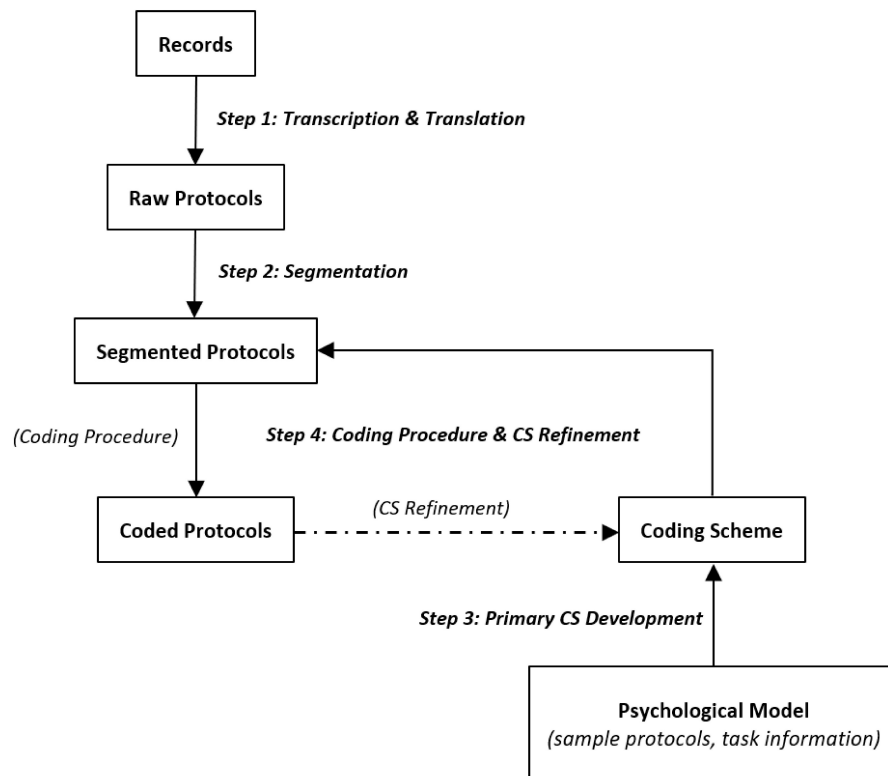 Records
Step 1: Transcription & Translation
Raw Protocols
Step 2: Segmentation
Segmented Protocols
(Coding Procedure)
Step 4: Coding Procedure & CS Refinement
(CS Refinement)
Coded Protocols
Coding Scheme
Step 3: Primary CS Development
Psychological Model
(sample protocols, task information)